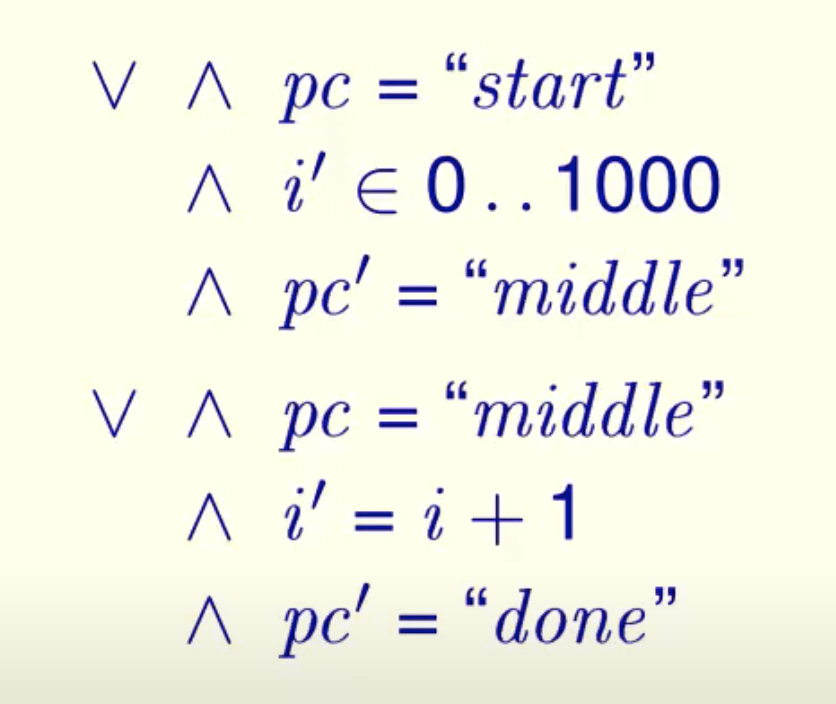 ∨ ∧ pc = “start”
∧ i′ ∈ 0 . . 1000
∧ pc′ = “middle”
∨ ∧ pc = “middle”
∧ i′ = i + 1
∧ pc′ = “done”